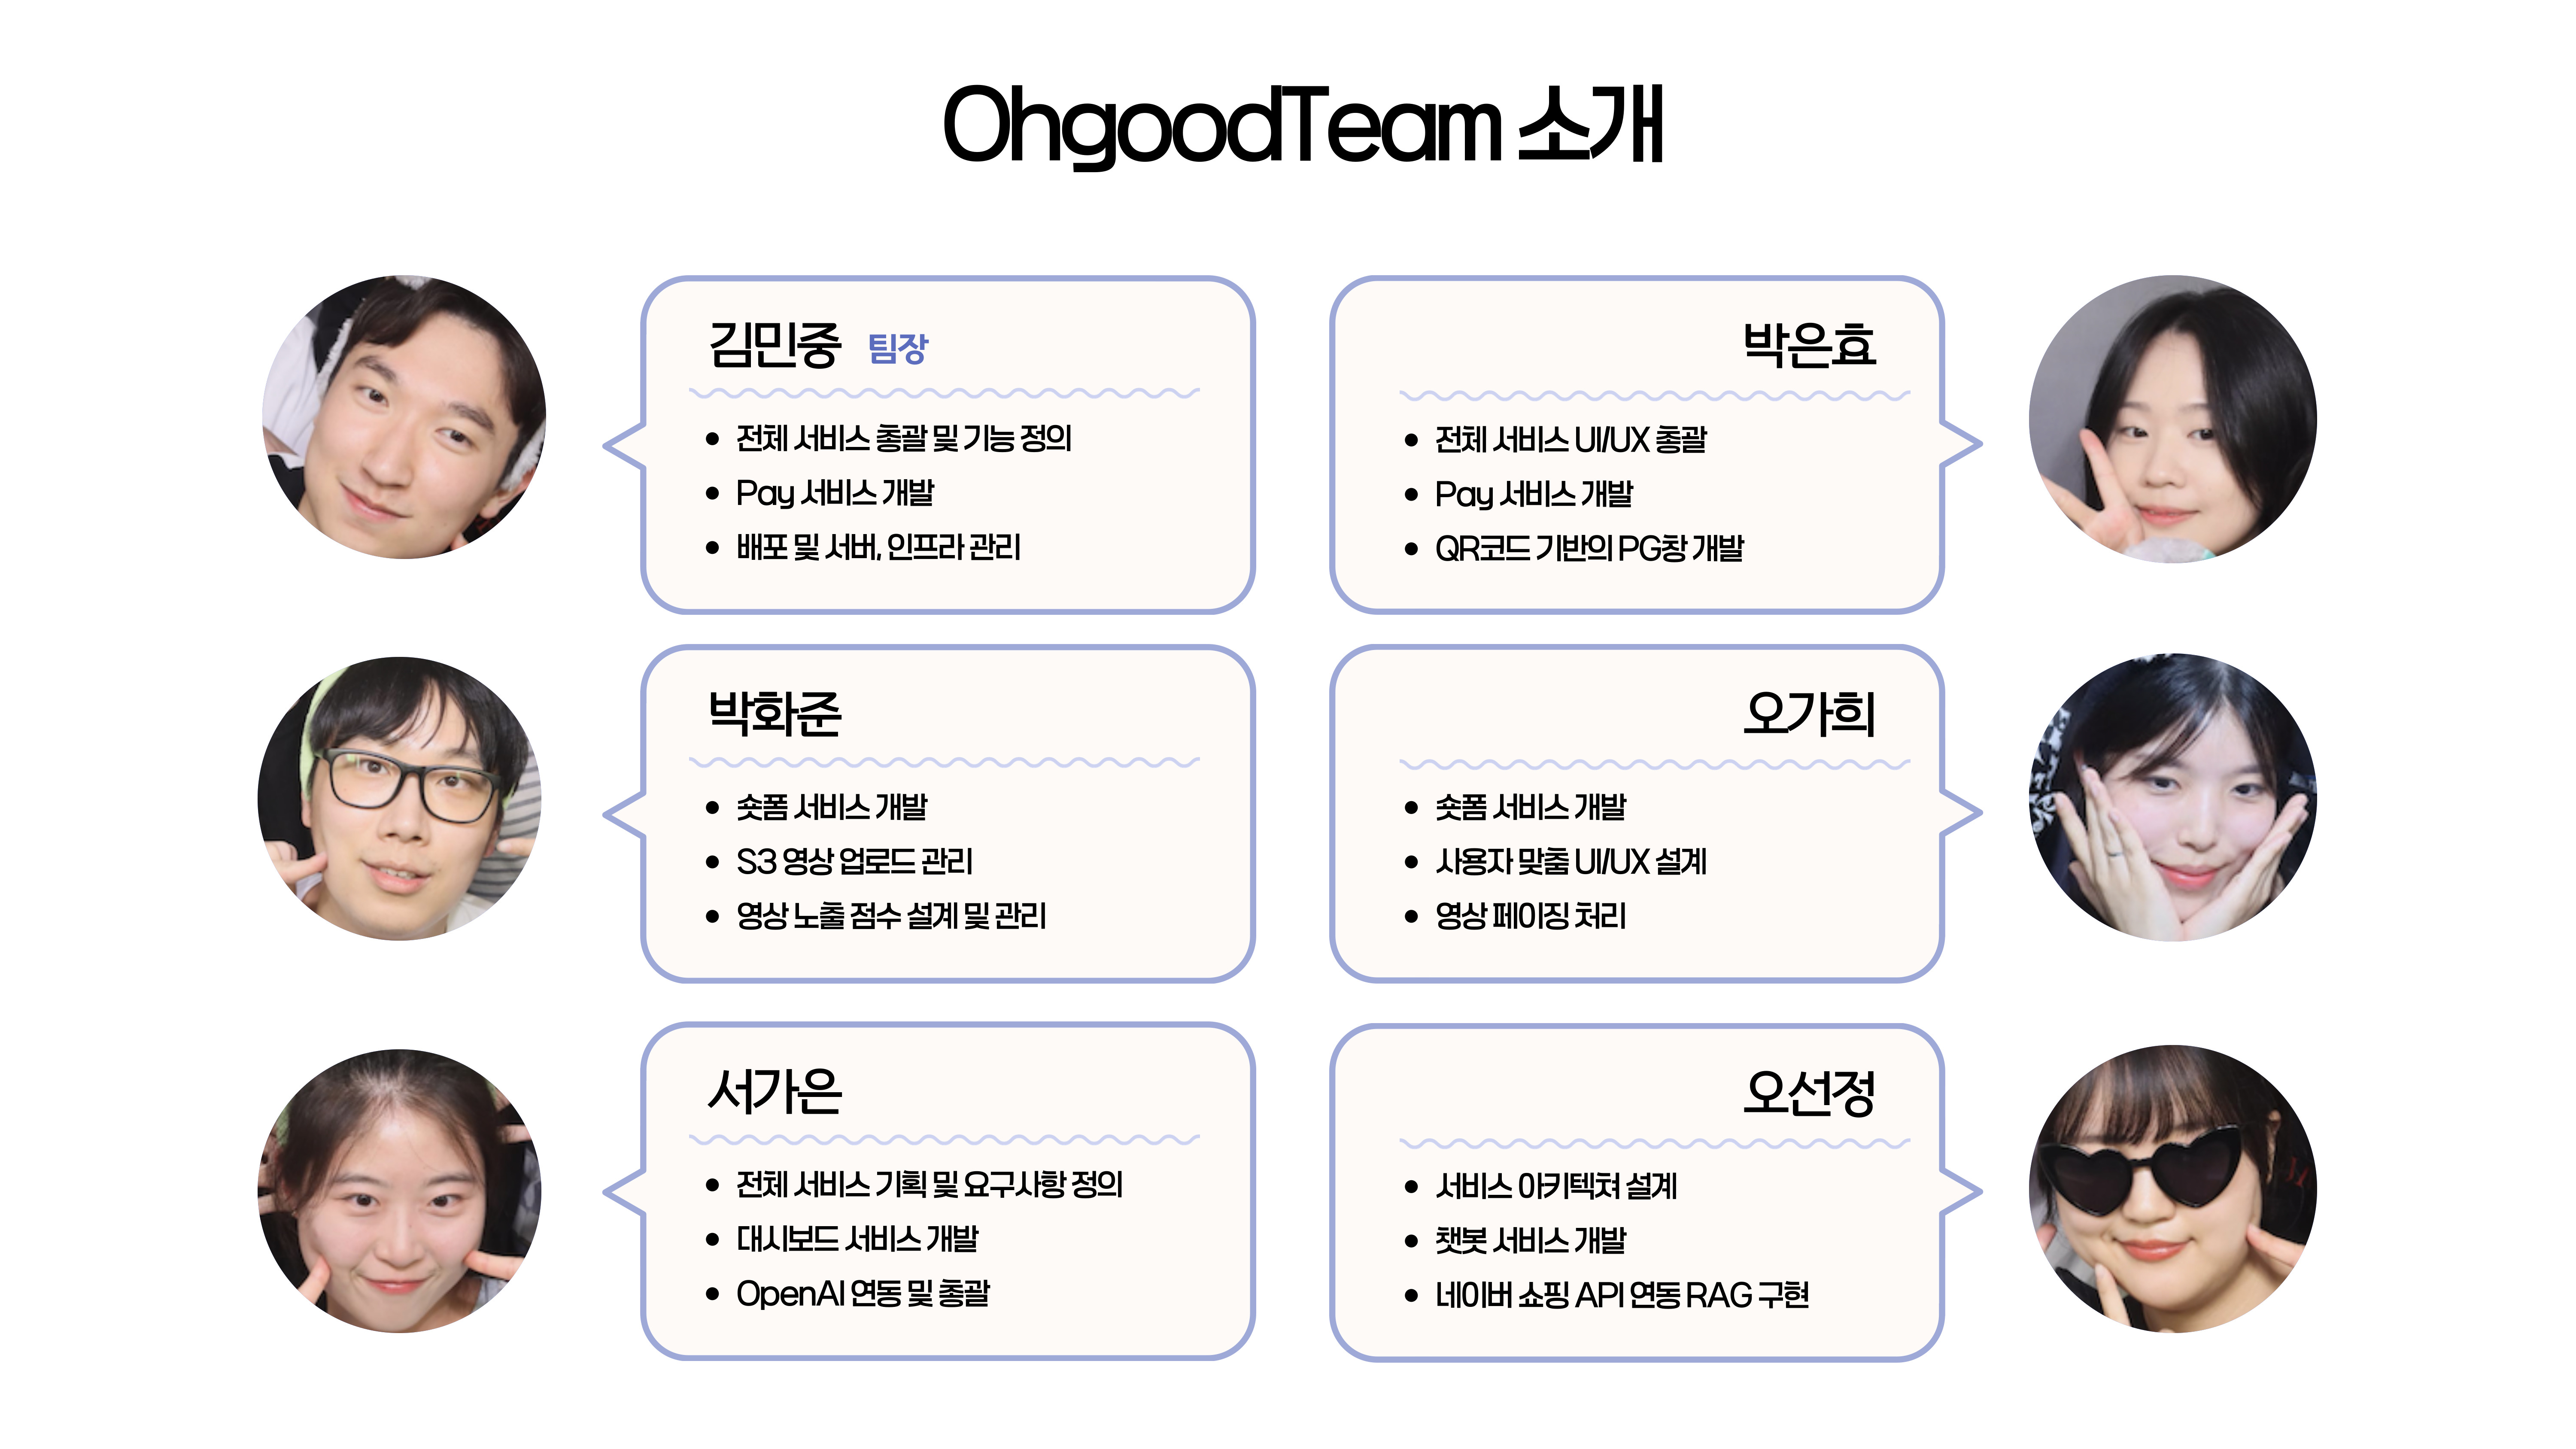 OhgoodTeam 소개
김민중 팀장
• 전체 서비스 총괄 및 기능 정의
• Pay 서비스 개발
• 배포 및 서버, 인프라 관리
박은효
• 전체 서비스 UI/UX 총괄
• Pay 서비스 개발
• QR코드 기반의 PG창 개발
박화준
• 숏폼 서비스 개발
• S3 영상 업로드 관리
• 영상 노출 점수 설계 및 관리
오가희
• 숏폼 서비스 개발
• 사용자 맞춤 UI/UX 설계
• 영상 페이징 처리
서가은
• 전체 서비스 기획 및 요구사항 정의
• 대시보드 서비스 개발
• OpenAI 연동 및 총괄
오선정
• 서비스 아키텍쳐 설계
• 챗봇 서비스 개발
• 네이버 쇼핑 API 연동 RAG 구현